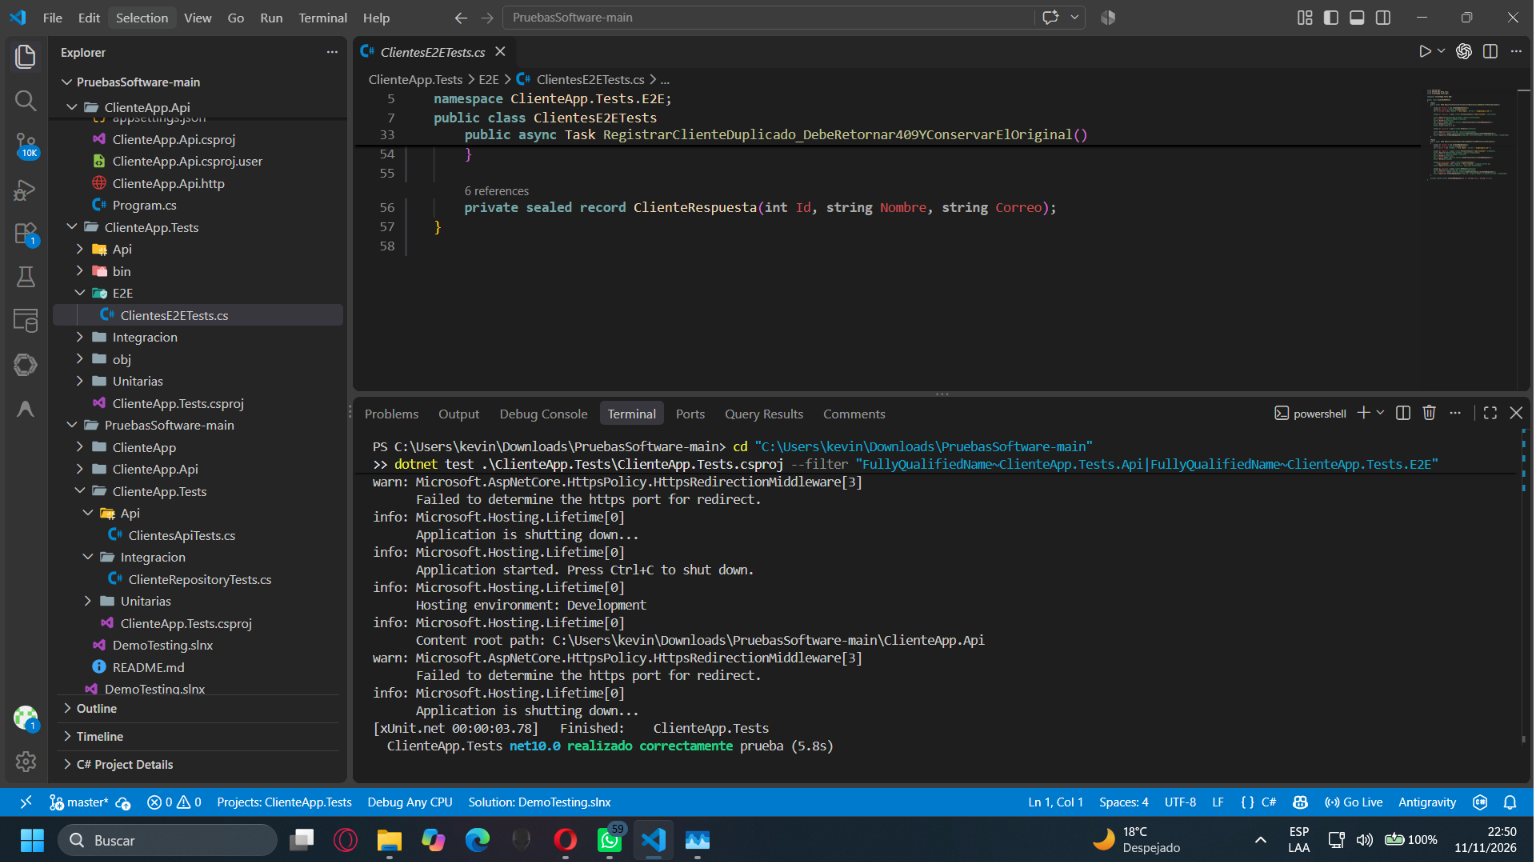 File Edit Selection View Go Run Terminal Help
PruebasSoftware-main
Explorer
PruebasSoftware-main
ClienteApp.Api
appsettings.json
ClienteApp.Api.csproj
ClienteApp.Api.csproj.user
ClienteApp.Api.http
Program.cs
ClienteApp.Tests
Api
bin
E2E
ClientesE2ETests.cs
Integracion
obj
Unitarias
ClienteApp.Tests.csproj
PruebasSoftware-main
ClienteApp
ClienteApp.Api
ClienteApp.Tests
Api
ClientesApiTests.cs
Integracion
ClienteRepositoryTests.cs
Unitarias
ClienteApp.Tests.csproj
DemoTesting.slnx
README.md
DemoTesting.slnx
Outline
Timeline
C# Project Details
10K
1
1
ClientesE2ETests.cs
ClienteApp.Tests > E2E > ClientesE2ETests.cs > ...
5 namespace ClienteApp.Tests.E2E;
7 public class ClientesE2ETests
33 public async Task RegistrarClienteDuplicado_DebeRetornar409YConservarElOriginal()
54 }
55
6 references
56 private sealed record ClienteRespuesta(int Id, string Nombre, string Correo);
57 }
58
Problems Output Debug Console Terminal Ports Query Results Comments
powershell
PS C:\Users\kevin\Downloads\PruebasSoftware-main> cd "C:\Users\kevin\Downloads\PruebasSoftware-main"
>> dotnet test .\ClienteApp.Tests\ClienteApp.Tests.csproj --filter "FullyQualifiedName~ClienteApp.Tests.Api|FullyQualifiedName~ClienteApp.Tests.E2E"
warn: Microsoft.AspNetCore.HttpsPolicy.HttpsRedirectionMiddleware[3]
Failed to determine the https port for redirect.
info: Microsoft.Hosting.Lifetime[0]
Application is shutting down...
info: Microsoft.Hosting.Lifetime[0]
Application started. Press Ctrl+C to shut down.
info: Microsoft.Hosting.Lifetime[0]
Hosting environment: Development
info: Microsoft.Hosting.Lifetime[0]
Content root path: C:\Users\kevin\Downloads\PruebasSoftware-main\ClienteApp.Api
warn: Microsoft.AspNetCore.HttpsPolicy.HttpsRedirectionMiddleware[3]
Failed to determine the https port for redirect.
info: Microsoft.Hosting.Lifetime[0]
Application is shutting down...
[xUnit.net 00:00:03.78] Finished: ClienteApp.Tests
ClienteApp.Tests net10.0 realizado correctamente prueba (5.8s)
master* 0 0 Projects: ClienteApp.Tests Debug Any CPU Solution: DemoTesting.slnx Ln 1, Col 1 Spaces: 4 UTF-8 LF { } C# Go Live Antigravity
Buscar
59
18°C
Despejado
ESP
LAA
100%
22:50
11/11/2026